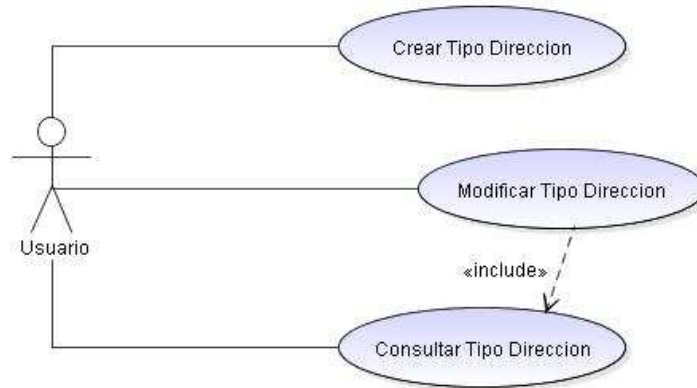 Crear Tipo Direccion
Modificar Tipo Direccion
Usuario
«include»
Consultar Tipo Direccion